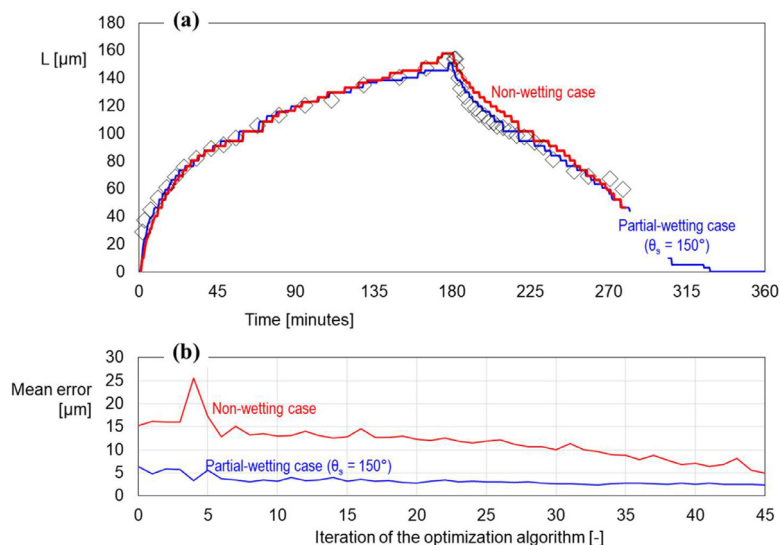 (a)
L [µm]
180
160
140
120
100
80
60
40
20
0
Non-wetting case
Partial-wetting case
(θs = 150°)
0 45 90 135 180 225 270 315 360
Time [minutes]
(b)
Mean error
[µm]
30
25
20
15
10
5
0
Non-wetting case
Partial-wetting case (θs = 150°)
0 5 10 15 20 25 30 35 40 45
Iteration of the optimization algorithm [-]